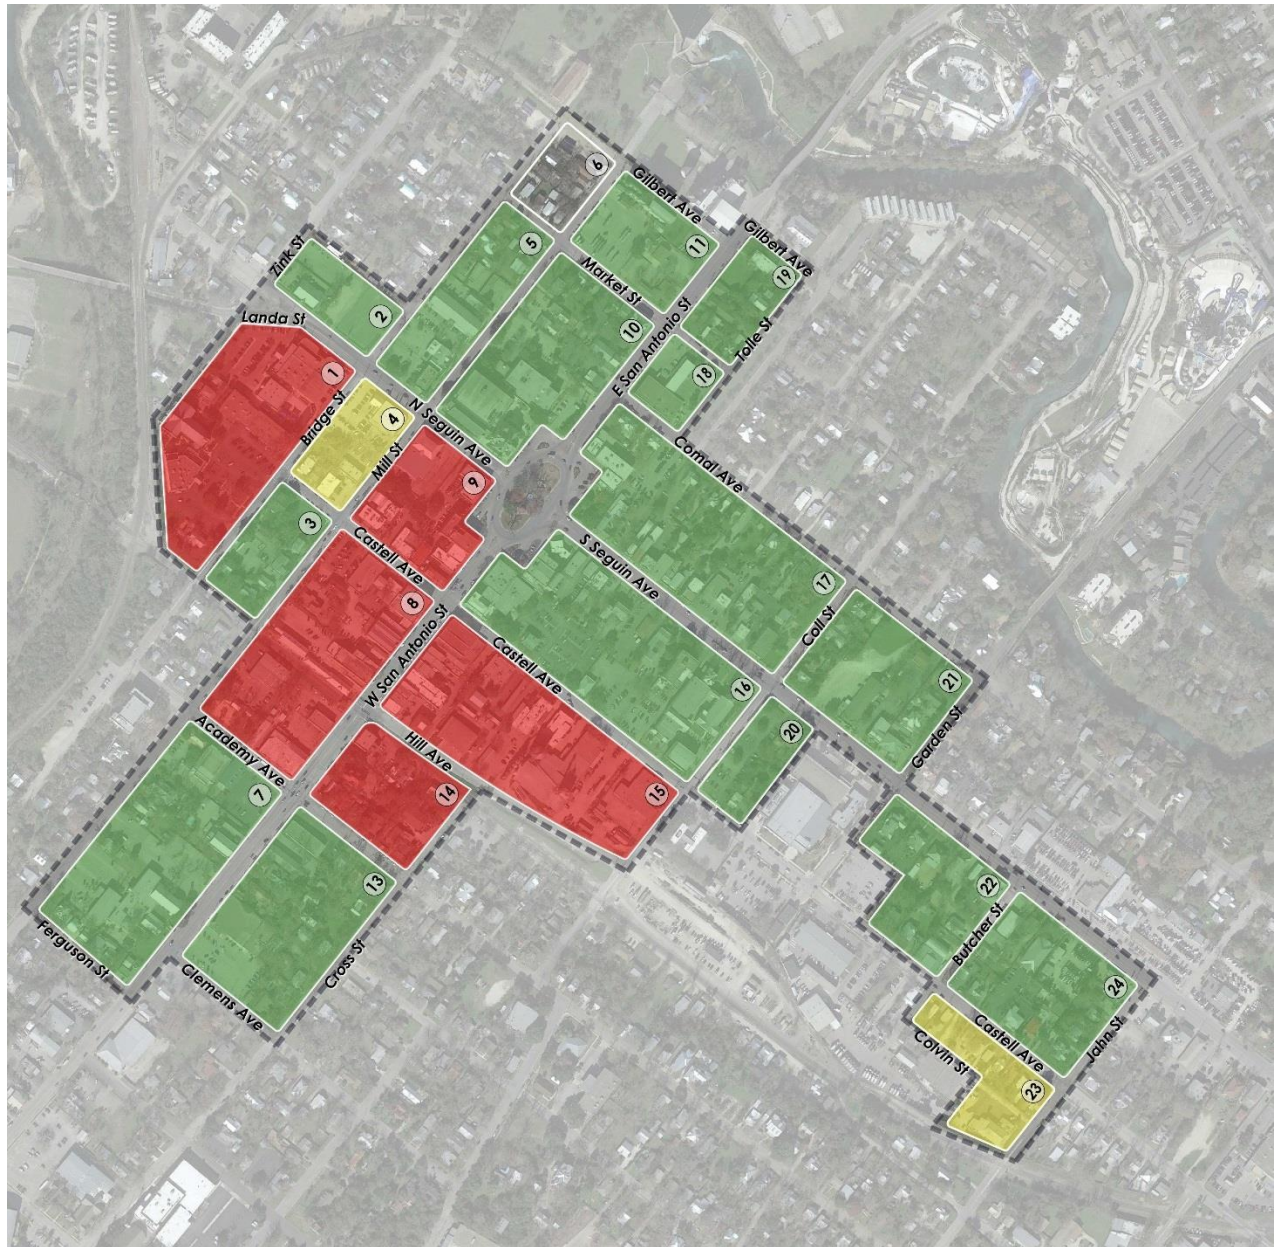 6
Gilbert Ave
11
Gilbert Ave
19
5
Zink St
Market St
2
10
E San Antonio St
Tolle St
Landa St
18
1
Bridge St
4
N Seguin Ave
Mill St
9
Comal Ave
3
Castell Ave
S Seguin Ave
17
8
Coll St
W San Antonio St
Castell Ave
16
21
Garden St
20
Academy Ave
Hill Ave
7
14
15
13
22
Butcher St
Ferguson St
Clemens Ave
Cross St
24
Castell Ave
Jahn St
Colvin St
23